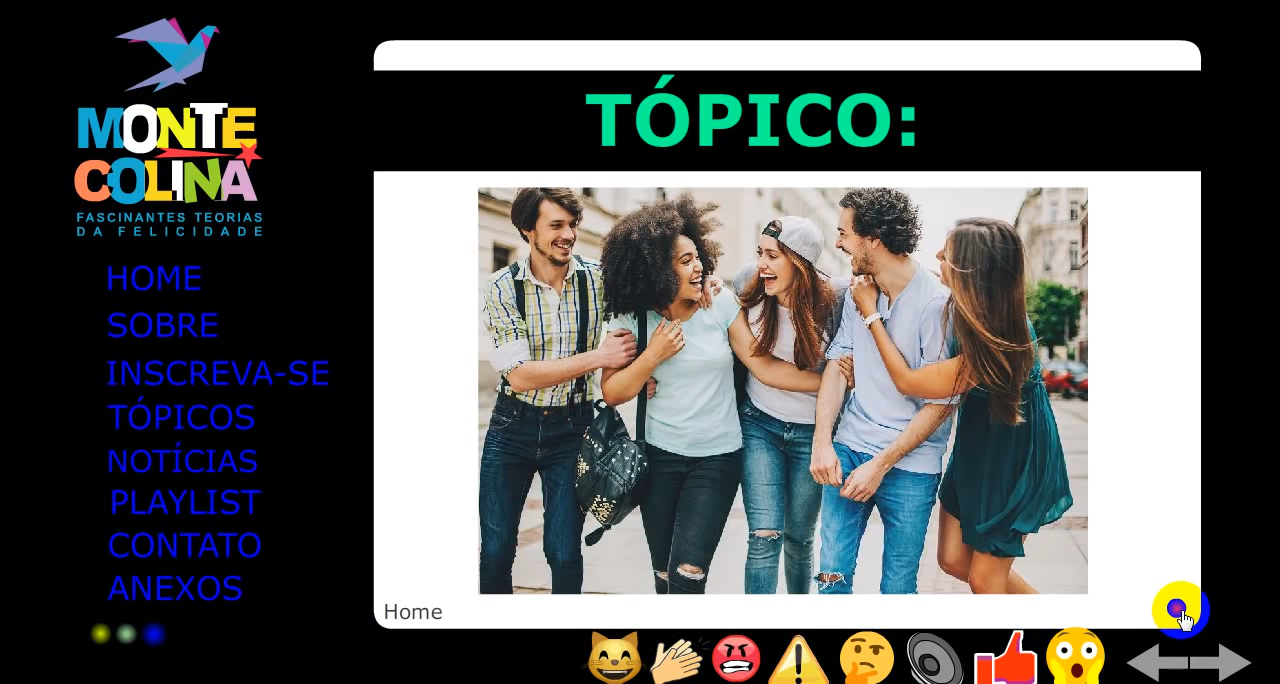 MONTE
COLINA
FASCINANTES TEORIAS
DA FELICIDADE
HOME
SOBRE
INSCREVA-SE
TÓPICOS
NOTÍCIAS
PLAYLIST
CONTATO
ANEXOS
TÓPICO:
Home